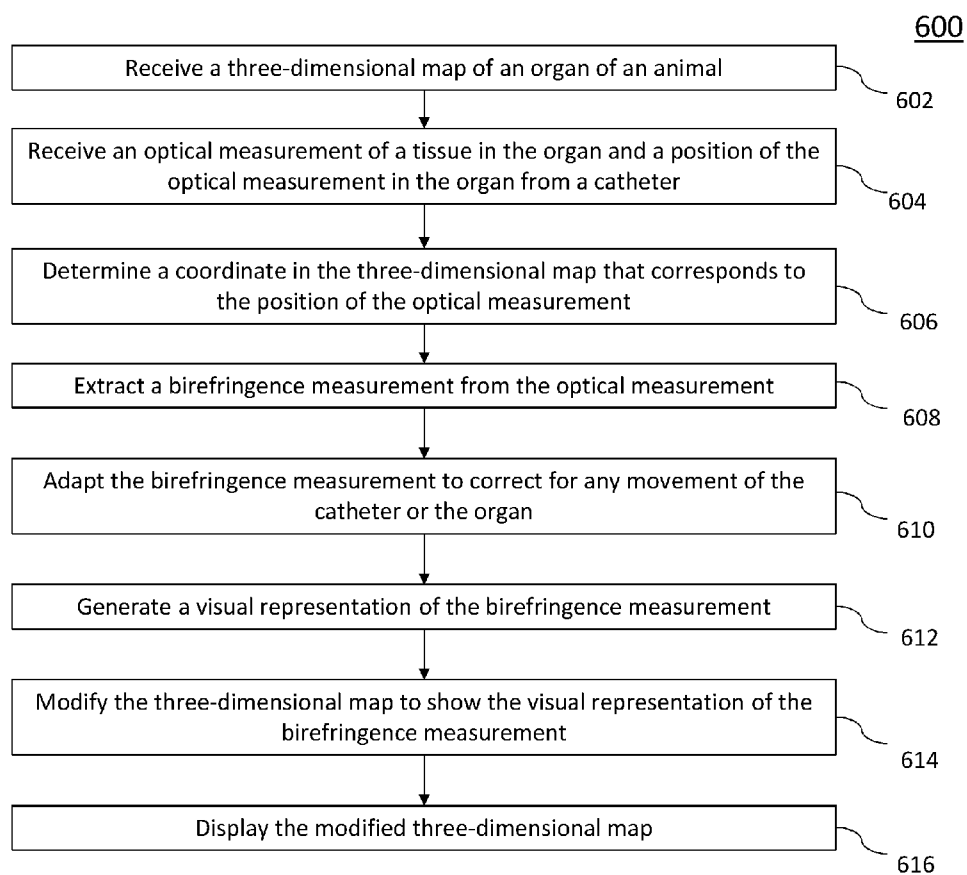 600
Receive a three-dimensional map of an organ of an animal
602
Receive an optical measurement of a tissue in the organ and a position of the
optical measurement in the organ from a catheter
604
Determine a coordinate in the three-dimensional map that corresponds to
the position of the optical measurement
606
Extract a birefringence measurement from the optical measurement
608
Adapt the birefringence measurement to correct for any movement of the
catheter or the organ
610
Generate a visual representation of the birefringence measurement
612
Modify the three-dimensional map to show the visual representation of the
birefringence measurement
614
Display the modified three-dimensional map
616